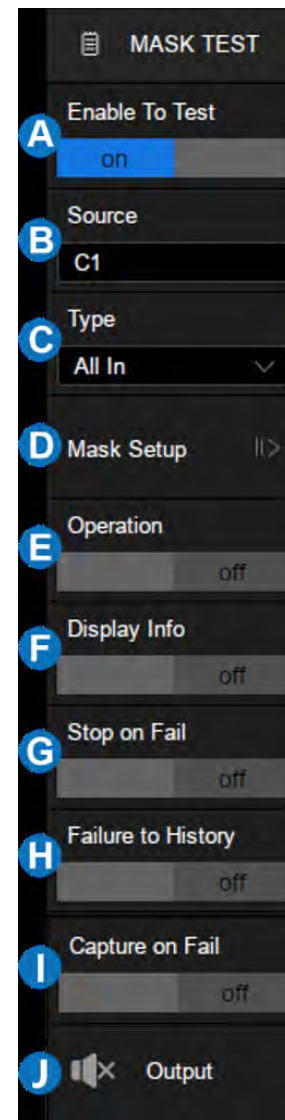 MASK TEST
Enable To Test
A
on
Source
B
C1
Type
C
All In
D Mask Setup
Operation
E
off
Display Info
F
off
Stop on Fail
G
off
Failure to History
H
off
Capture on Fail
I
off
J Output